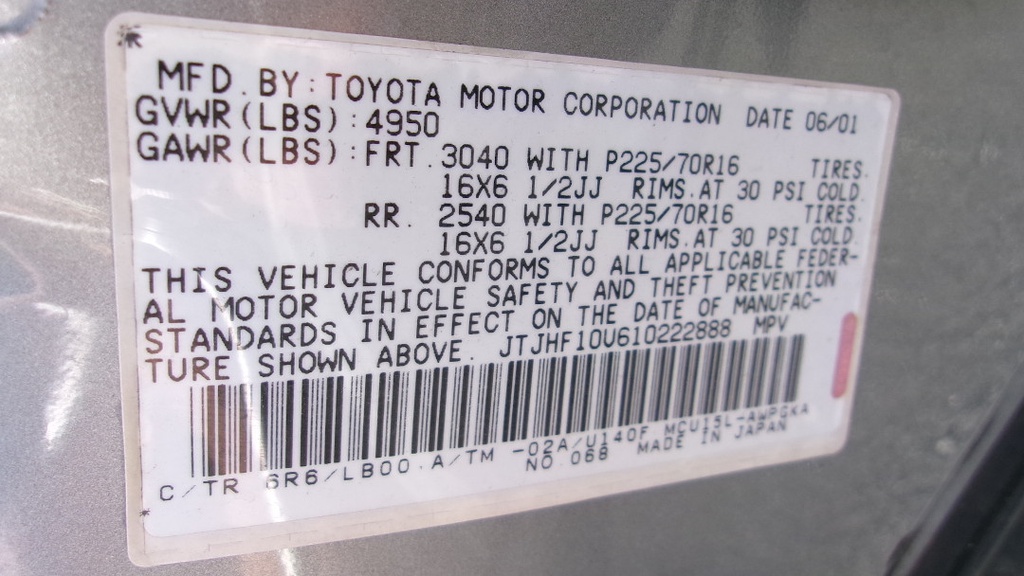 MFD. BY: TOYOTA MOTOR CORPORATION DATE 06/01
GVWR(LBS):4950
GAWR(LBS):FRT. 3040 WITH P225/70R16 TIRES.
16X6 1/2JJ RIMS.AT 30 PSI COLD.
RR. 2540 WITH P225/70R16 TIRES.
16X6 1/2JJ RIMS.AT 30 PSI COLD
THIS VEHICLE CONFORMS TO ALL APPLICABLE FEDER-
AL MOTOR VEHICLE SAFETY AND THEFT PREVENTION
STANDARDS IN EFFECT ON THE DATE OF MANUFAC-
TURE SHOWN ABOVE. JTJHF10U610222888 MPV
C/TR 6R6/LB00.A/TM -02A/U140F MCU15L-AWPGKA
NO.068 MADE IN JAPAN